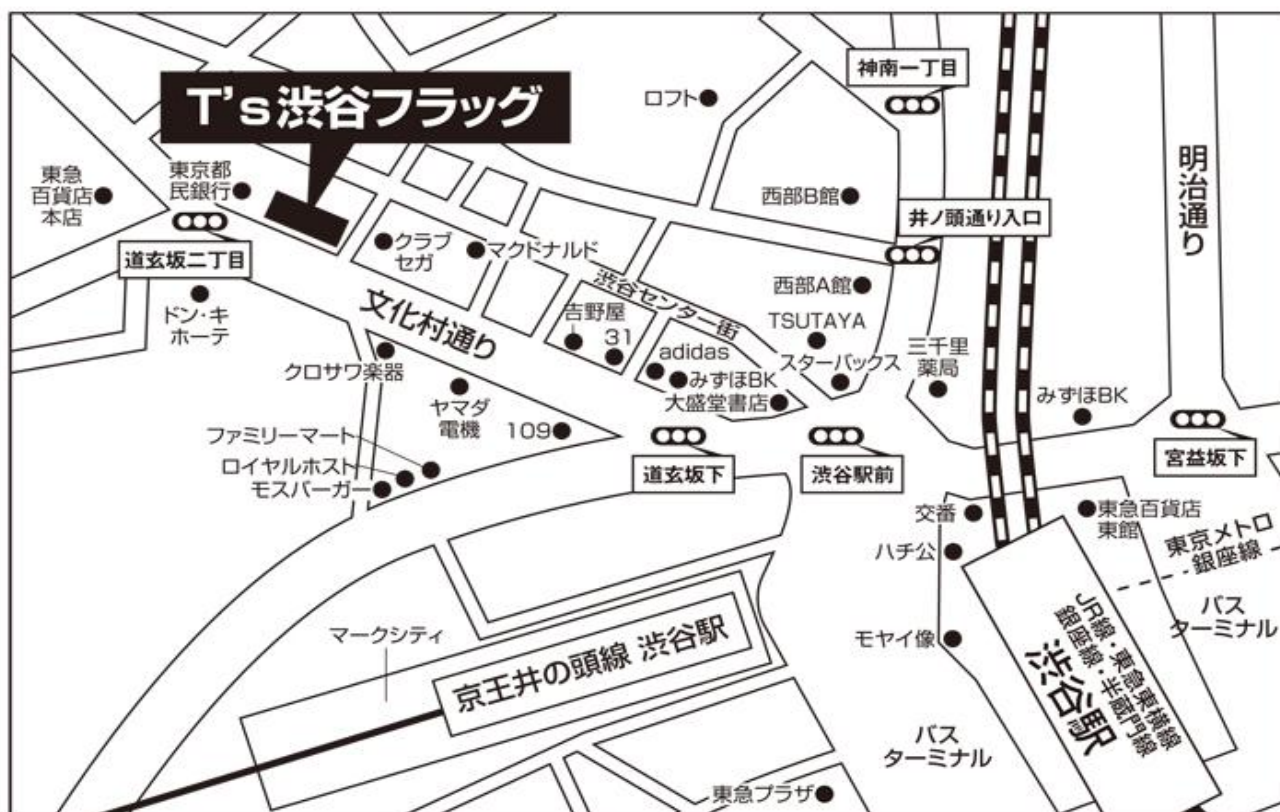 神南一丁目
ロフト
T's渋谷フラッグ
東急
百貨店
本店
東京都
民銀行
明治通り
西部B館
井ノ頭通り入口
道玄坂二丁目
クラブ
セガ
マクドナルド
渋谷センター街
西部A館
ドン・キ
ホーテ
文化村通り
吉野屋
31
TSUTAYA
adidas
スターバックス
三千里
薬局
クロサワ楽器
みずほBK
大盛堂書店
みずほBK
ヤマダ
電機
109
ファミリーマート
ロイヤルホスト
モスバーガー
道玄坂下
渋谷駅前
宮益坂下
交番
東急百貨店
東館
ハチ公
東京メトロ
銀座線
バス
ターミナル
マークシティ
京王井の頭線 渋谷駅
モヤイ像
JR線・東急東横線
銀座線・半蔵門線
渋谷駅
バス
ターミナル
東急プラザ